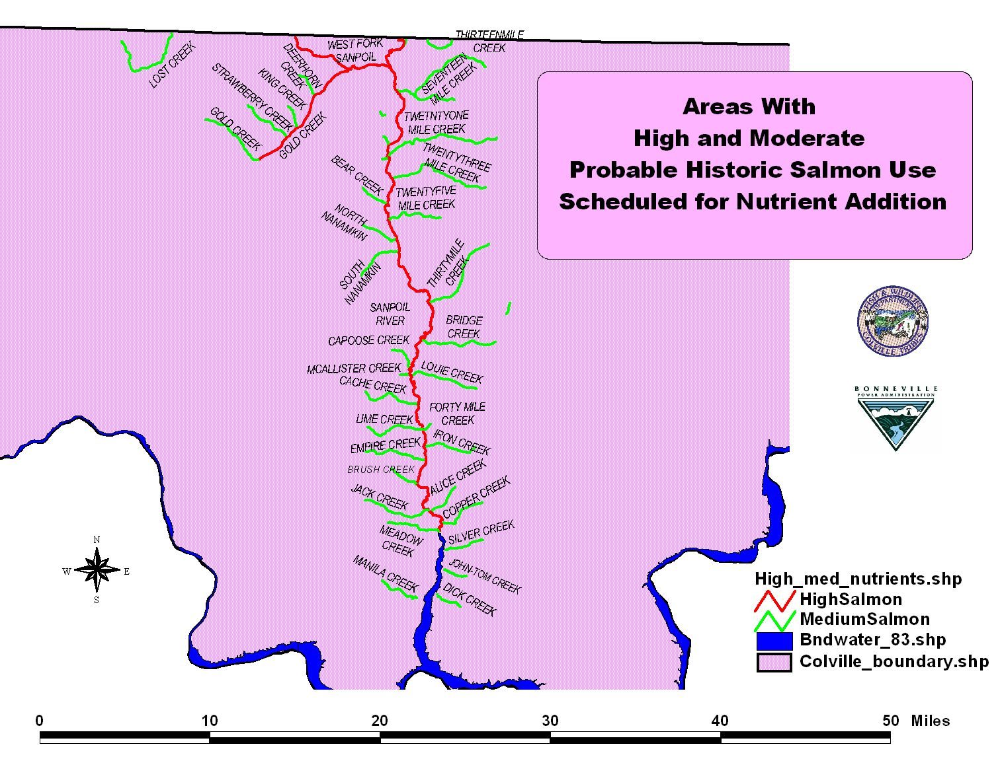 THIRTEENMILE
CREEK
WEST FORK
SANPOIL
LOST CREEK
DEERHORN
CREEK
KING CREEK
STRAWBERRY CREEK
GOLD CREEK
GOLD CREEK
SEVENTEEN
MILE CREEK
TWETNTYONE
MILE CREEK
TWENTYTHREE
MILE CREEK
BEAR CREEK
TWENTYFIVE
MILE CREEK
NORTH
NANAMKIN
SOUTH
NANAMKIN
THIRTYMILE
CREEK
SANPOIL
RIVER
BRIDGE
CREEK
CAPOOSE CREEK
MCALLISTER CREEK
LOUIE CREEK
CACHE CREEK
FORTY MILE
CREEK
LIME CREEK
IRON CREEK
EMPIRE CREEK
BRUSH CREEK
ALICE CREEK
JACK CREEK
COPPER CREEK
MEADOW
CREEK
SILVER CREEK
MANILA CREEK
JOHN-TOM CREEK
DICK CREEK
Areas With
High and Moderate
Probable Historic Salmon Use
Scheduled for Nutrient Addition
FISH & WILDLIFE
DEPARTMENT
COLVILLE TRIBES
BONNEVILLE
POWER ADMINISTRATION
N
W E
S
High_med_nutrients.shp
HighSalmon
MediumSalmon
Bndwater_83.shp
Colville_boundary.shp
0 10 20 30 40 50 Miles